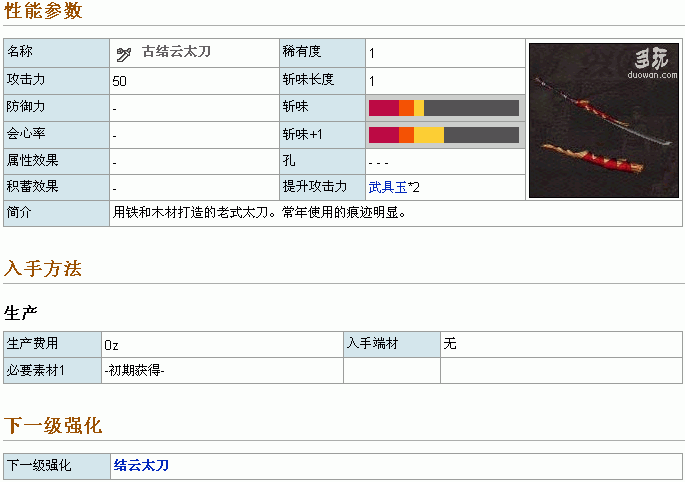 性能参数
名称 古结云太刀 稀有度 1
攻击力 50 斩味长度 1
防御力 - 斩味
会心率 - 斩味+1
属性效果 - 孔 - - -
积蓄效果 - 提升攻击力 武具玉*2
简介 用铁和木材打造的老式太刀。常年使用的痕迹明显。
多玩
duowan.com
入手方法
生产
生产费用 0z 入手端材 无
必要素材1 -初期获得-
下一级强化
下一级强化 结云太刀